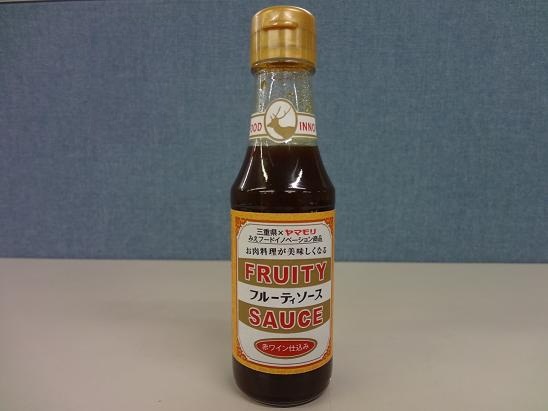 OOD INNO
三重県×ヤマモリ
みえフードイノベーション商品
お肉料理が美味しくなる
FRUITY
フルーティソース
SAUCE
赤ワイン仕込み